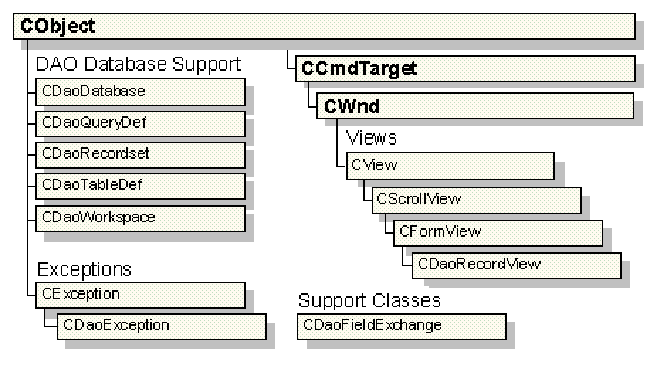 CObject
DAO Database Support
CDaoDatabase
CDaoQueryDef
CDaoRecordset
CDaoTableDef
CDaoWorkspace
Exceptions
CException
CDaoException
CCmdTarget
CWnd
Views
CView
CScrollView
CFormView
CDaoRecordView
Support Classes
CDaoFieldExchange